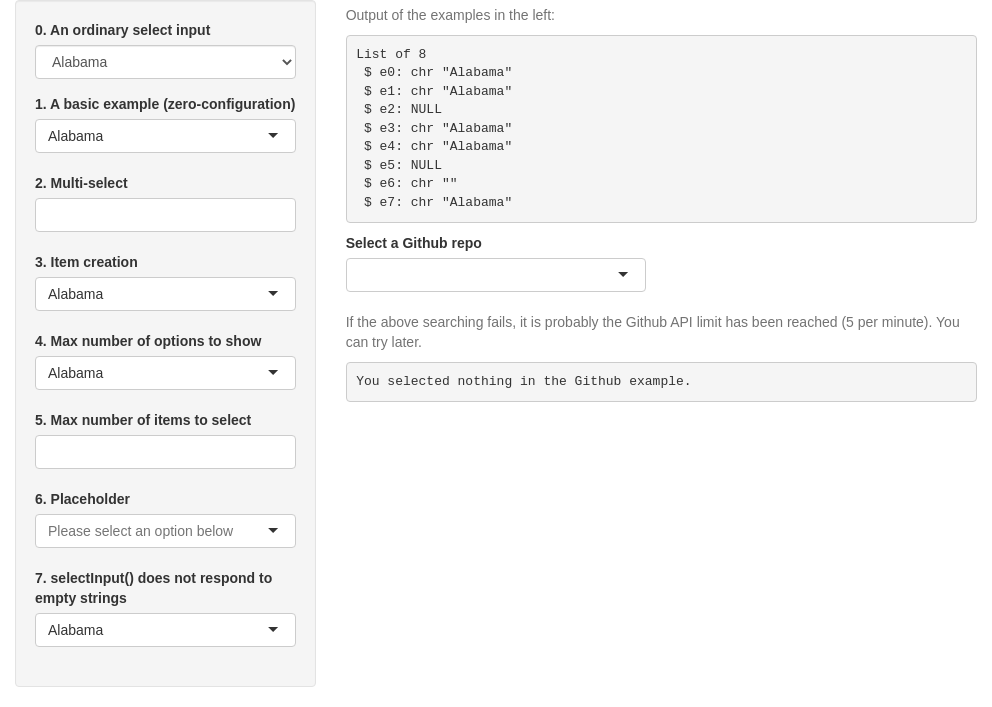 0. An ordinary select input
Alabama
1. A basic example (zero-configuration)
Alabama
2. Multi-select
3. Item creation
Alabama
4. Max number of options to show
Alabama
5. Max number of items to select
6. Placeholder
Please select an option below
7. selectInput() does not respond to
empty strings
Alabama
Output of the examples in the left:
List of 8
 $ e0: chr "Alabama"
 $ e1: chr "Alabama"
 $ e2: NULL
 $ e3: chr "Alabama"
 $ e4: chr "Alabama"
 $ e5: NULL
 $ e6: chr ""
 $ e7: chr "Alabama"
Select a Github repo
If the above searching fails, it is probably the Github API limit has been reached (5 per minute). You
can try later.
You selected nothing in the Github example.